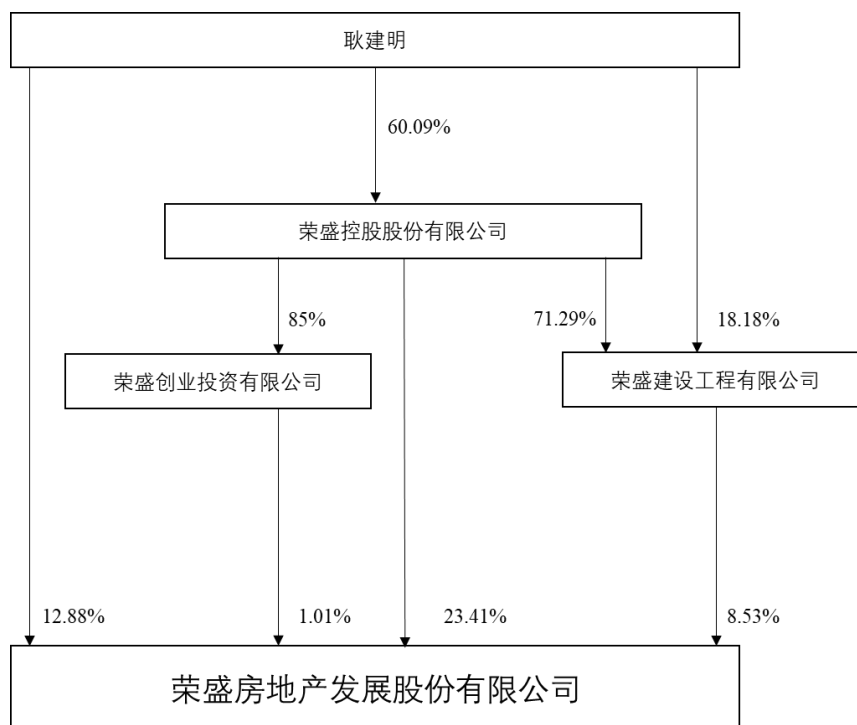 耿建明
60.09%
荣盛控股股份有限公司
85%
71.29%
18.18%
荣盛创业投资有限公司
荣盛建设工程有限公司
12.88%
1.01%
23.41%
8.53%
荣盛房地产发展股份有限公司